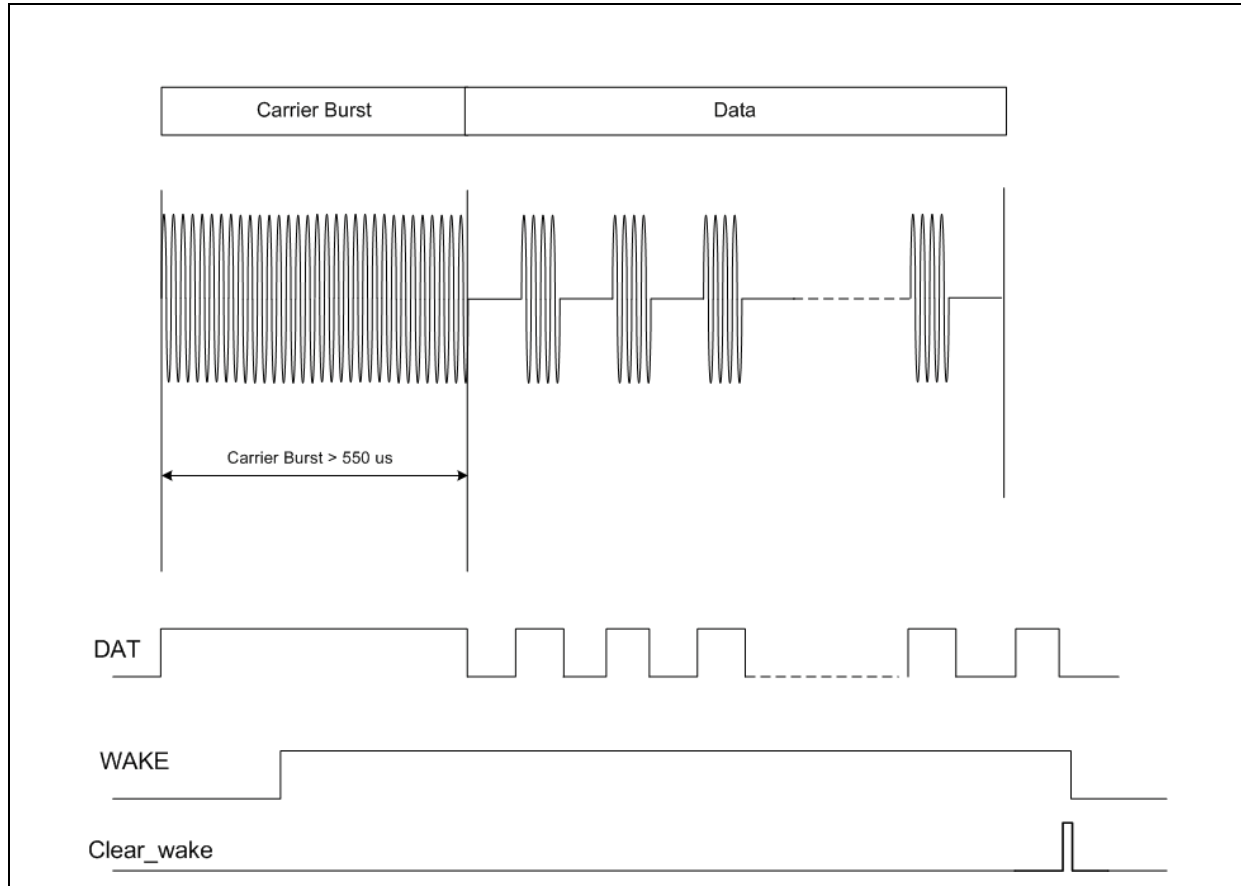 Carrier Burst
Data
Carrier Burst > 550 us
DAT
WAKE
Clear_wake